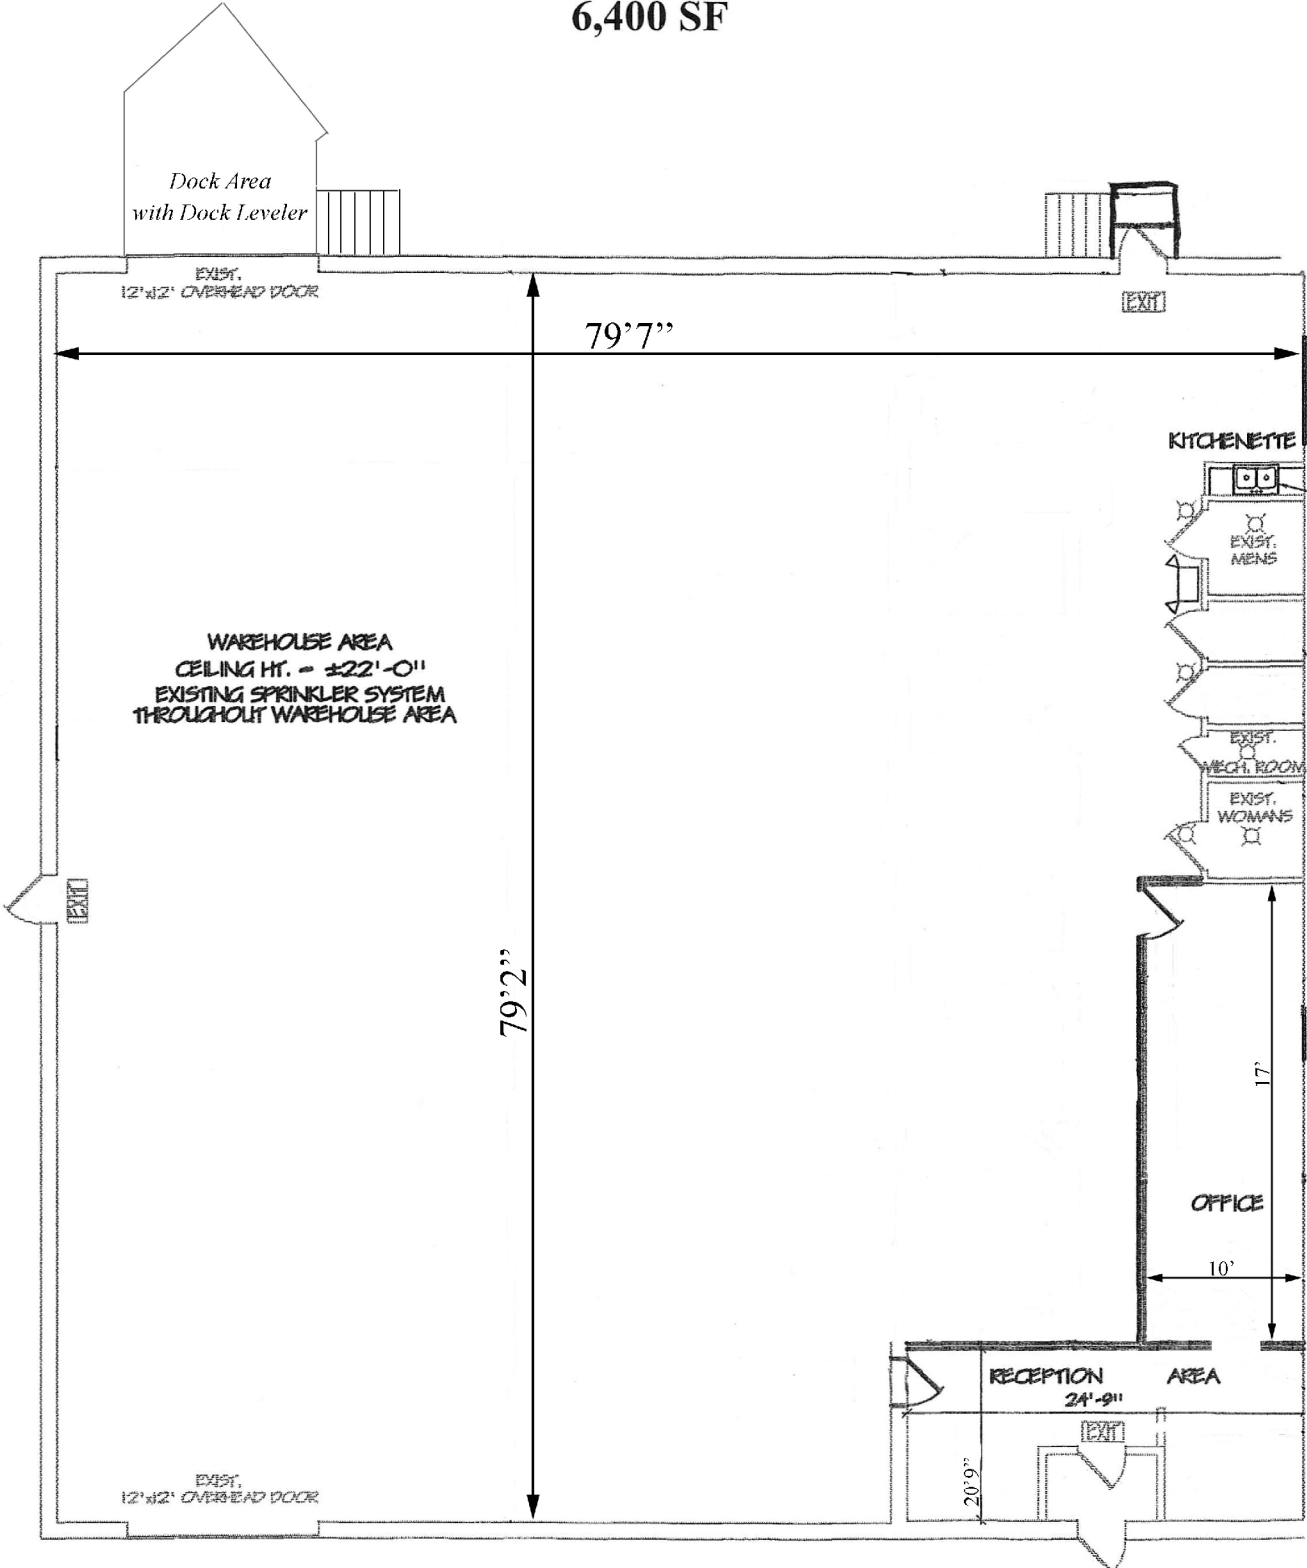 6,400 SF
Dock Area
with Dock Leveler
EXIST.
12'x12' OVERHEAD DOOR
EXIT
79’7”
KITCHENETTE
EXIST.
MENS
WAREHOUSE AREA
CEILING HT. - ±22'-0"
EXISTING SPRINKLER SYSTEM
THROUGHOUT WAREHOUSE AREA
EXIST.
MECH. ROOM
EXIST.
WOMANS
EXIT
79’2”
17’
OFFICE
10’
RECEPTION AREA
24'-9"
EXIT
20’9”
EXIST.
12'x12' OVERHEAD DOOR